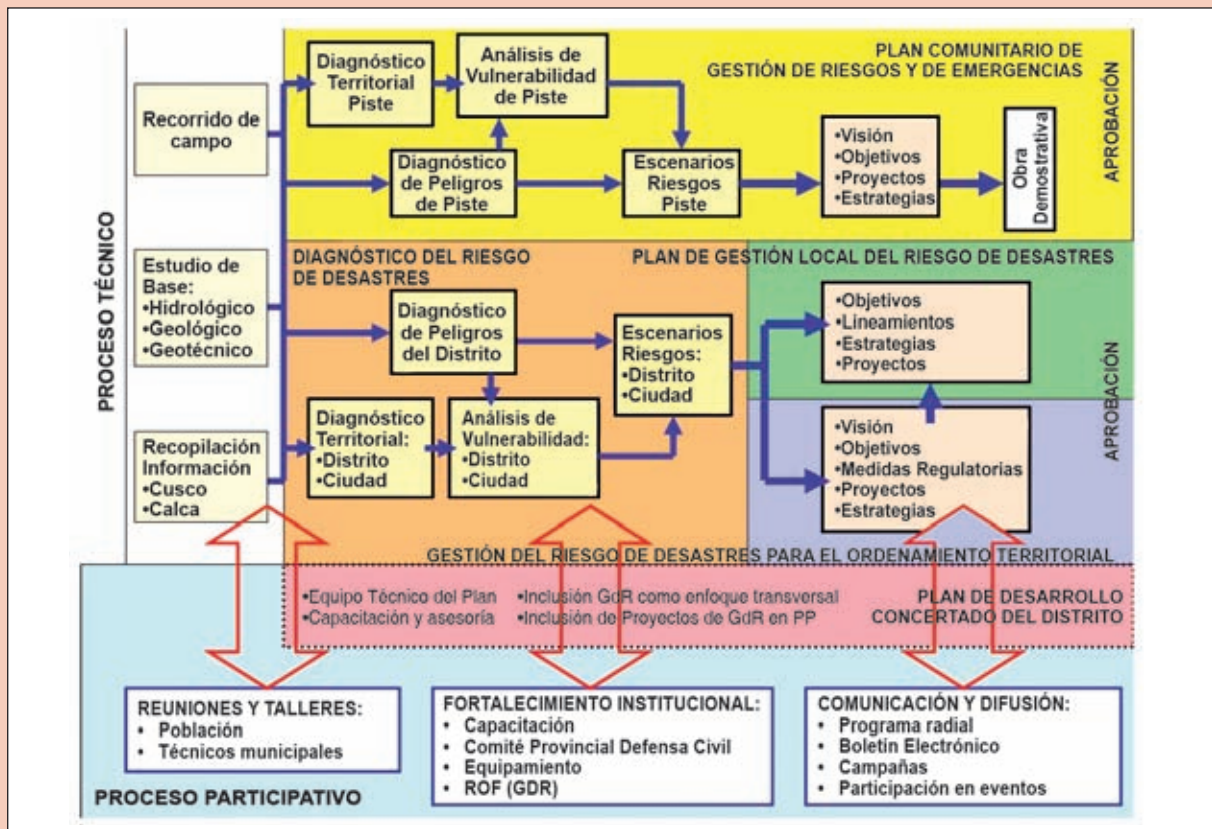 PROCESO TÉCNICO
Recorrido de
campo
Estudio de
Base:
•Hidrológico
•Geológico
•Geotécnico
Recopilación
Información
•Cusco
•Calca
PLAN COMUNITARIO DE
GESTIÓN DE RIESGOS Y DE EMERGENCIAS
APROBACIÓN
Diagnóstico
Territorial
Piste
Análisis de
Vulnerabilidad
de Piste
Diagnóstico
de Peligros
de Piste
Escenarios
Riesgos
Piste
•Visión
•Objetivos
•Proyectos
•Estrategias
Obra
Demostrativa
DIAGNÓSTICO DEL RIESGO
DE DESASTRES
PLAN DE GESTIÓN LOCAL DEL RIESGO DE DESASTRES
APROBACIÓN
Diagnóstico
de Peligros
del Distrito
Escenarios
Riesgos:
•Distrito
•Ciudad
•Objetivos
•Lineamientos
•Estrategias
•Proyectos
Diagnóstico
Territorial:
•Distrito
•Ciudad
Análisis de
Vulnerabilidad:
•Distrito
•Ciudad
•Visión
•Objetivos
•Medidas Regulatorias
•Proyectos
•Estrategias
GESTIÓN DEL RIESGO DE DESASTRES PARA EL ORDENAMIENTO TERRITORIAL
•Equipo Técnico del Plan
•Capacitación y asesoría
•Inclusión GdR como enfoque transversal
•Inclusión de Proyectos de GdR en PP
PLAN DE DESARROLLO
CONCERTADO DEL DISTRITO
REUNIONES Y TALLERES:
• Población
• Técnicos municipales
FORTALECIMIENTO INSTITUCIONAL:
• Capacitación
• Comité Provincial Defensa Civil
• Equipamiento
• ROF (GDR)
COMUNICACIÓN Y DIFUSIÓN:
• Programa radial
• Boletín Electrónico
• Campañas
• Participación en eventos
PROCESO PARTICIPATIVO